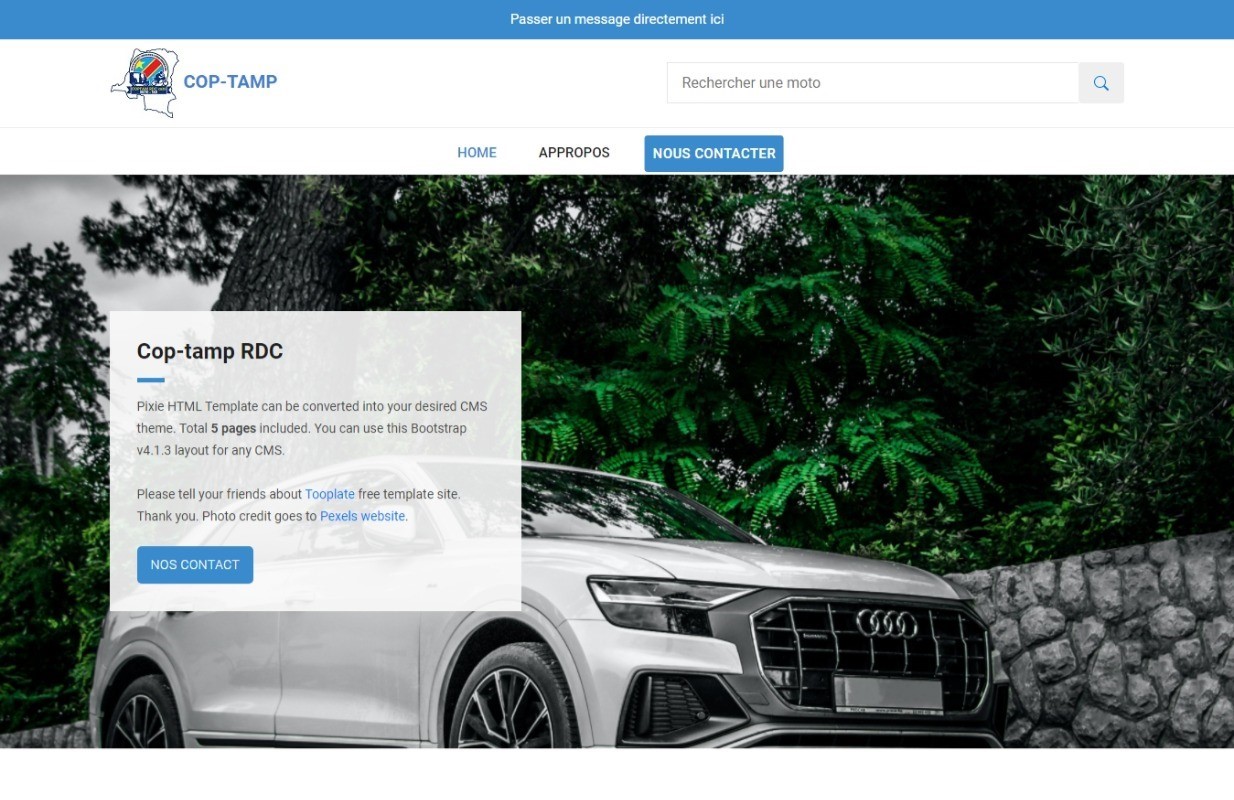 Passer un message directement ici
COP-TAMP
Rechercher une moto
HOME
APPROPOS
NOUS CONTACTER
Cop-tamp RDC
Pixie HTML Template can be converted into your desired CMS
theme. Total 5 pages included. You can use this Bootstrap
v4.1.3 layout for any CMS.
Please tell your friends about Tooplate free template site.
Thank you. Photo credit goes to Pexels website.
NOS CONTACT